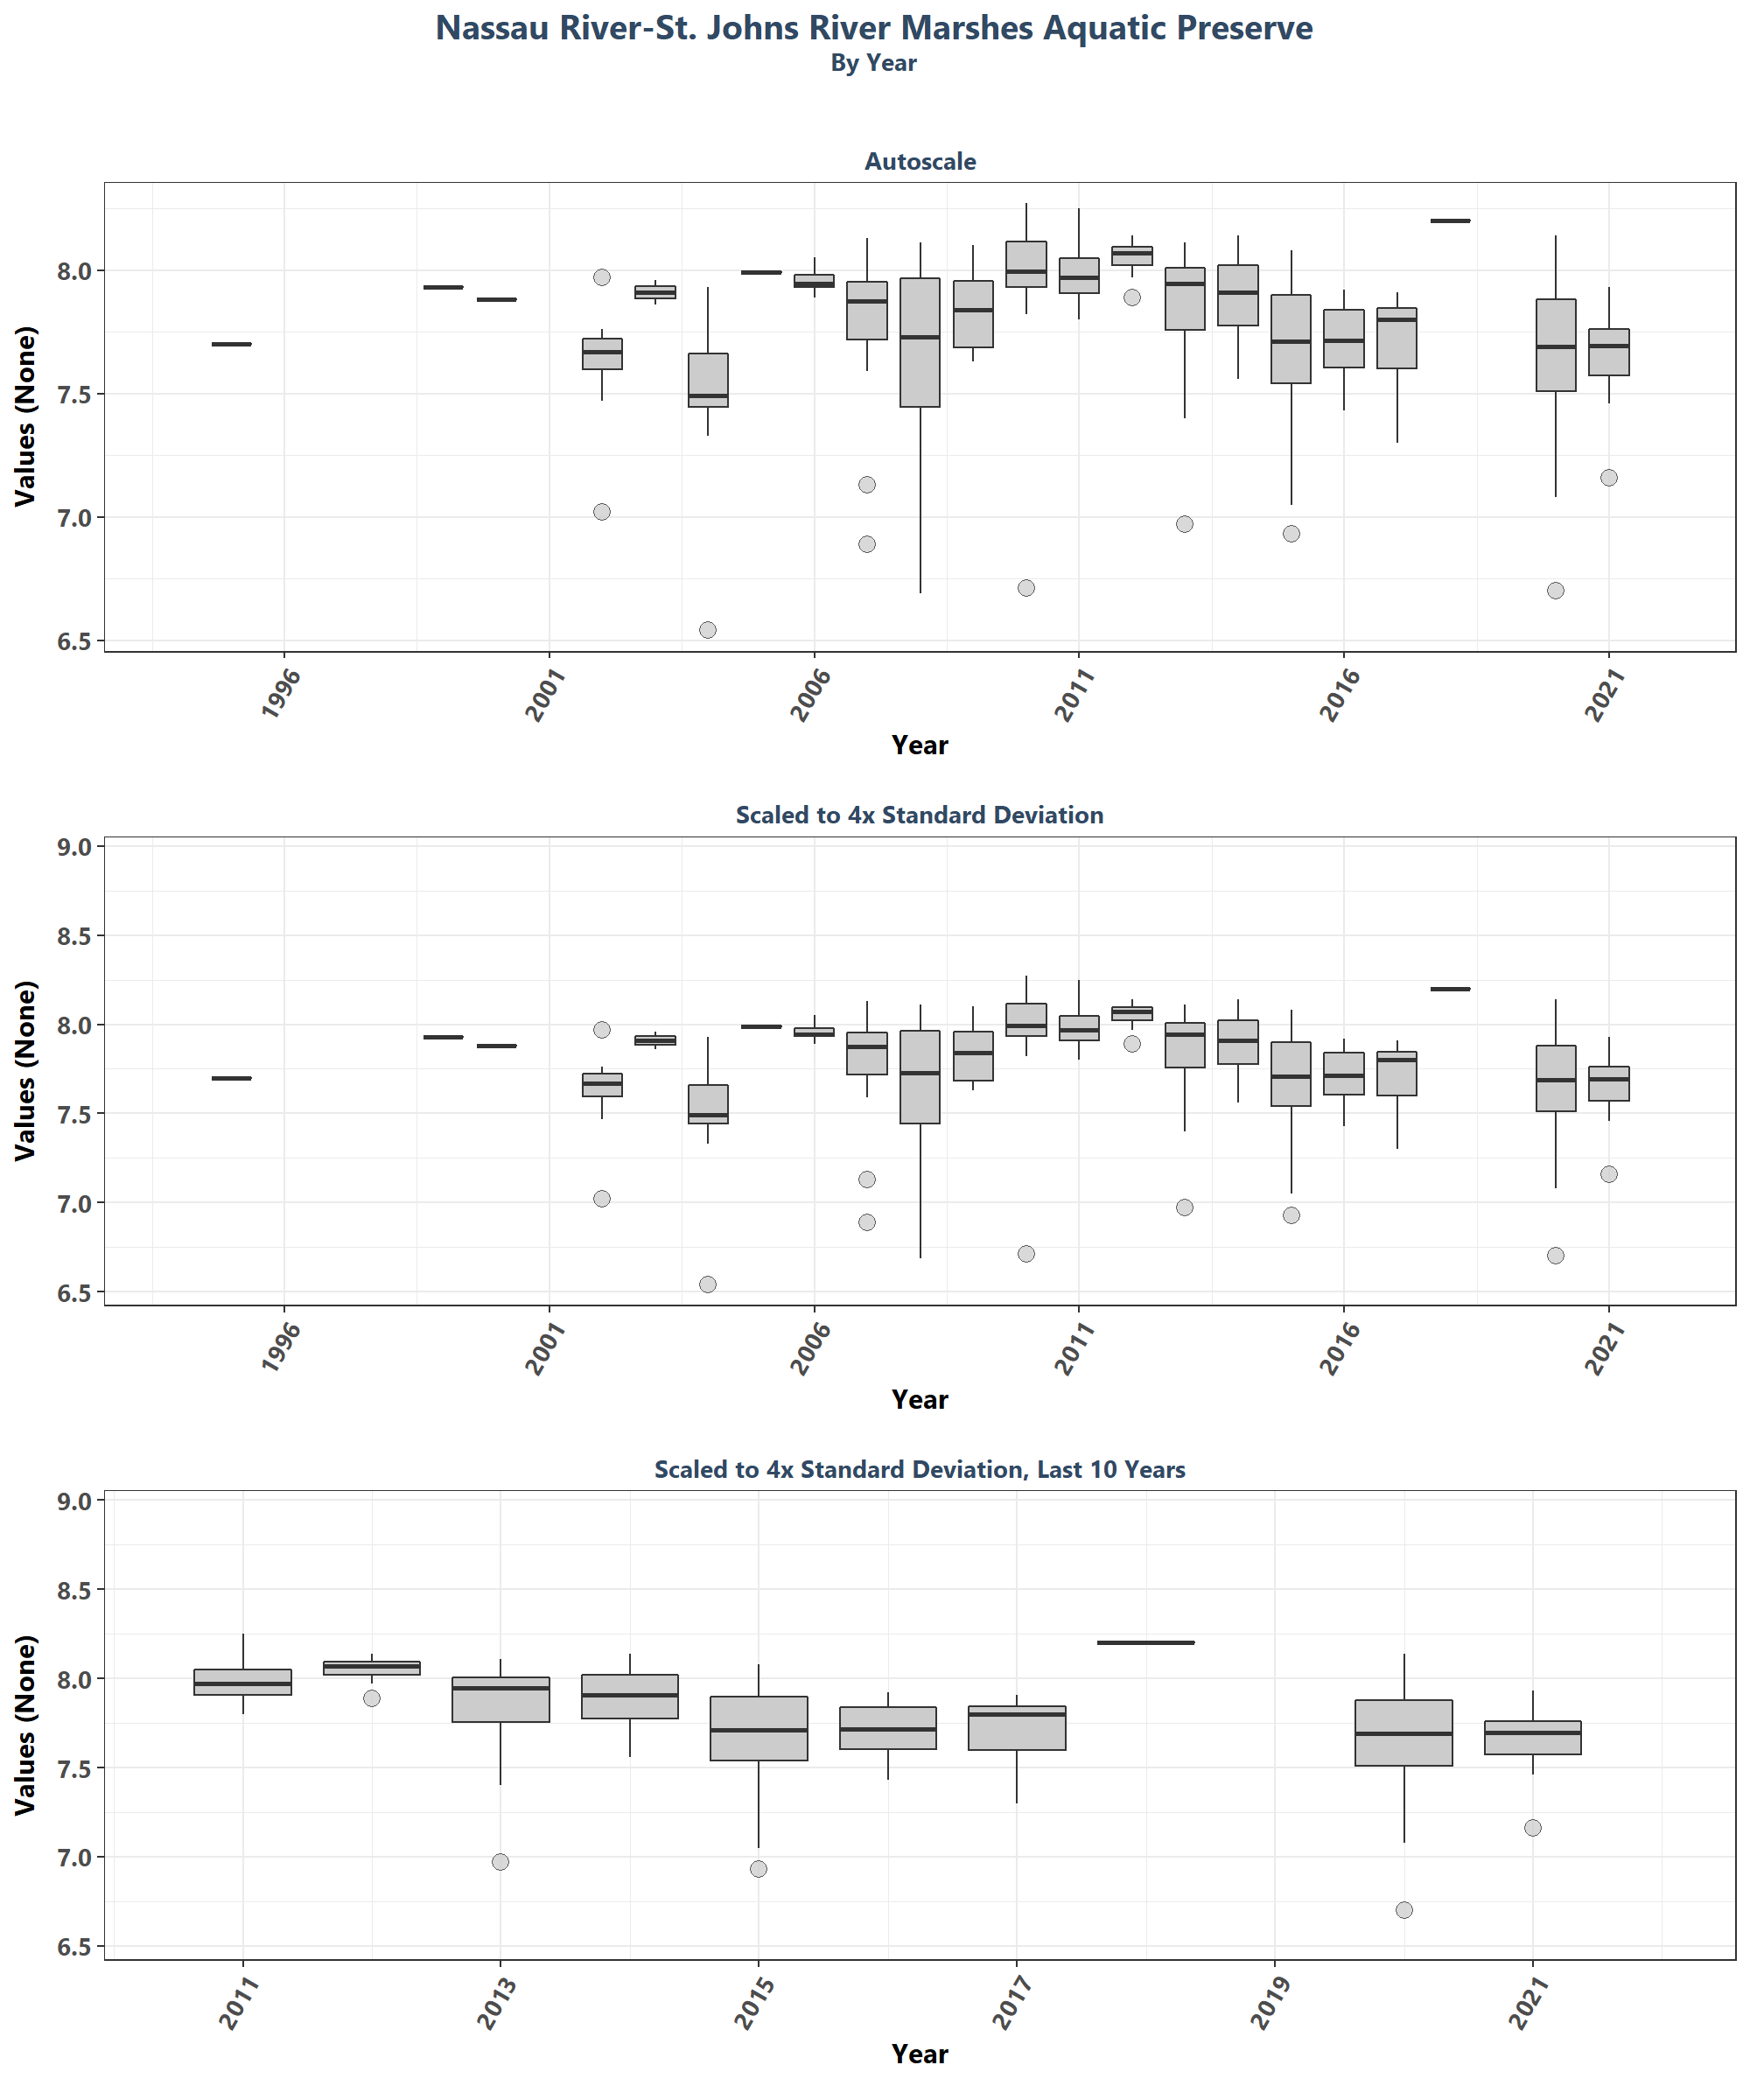 Nassau River-St. Johns River Marshes Aquatic Preserve
By Year
Autoscale
Values (None)
8.0
7.5
7.0
6.5
1996 2001 2006 2011 2016 2021
Year
Scaled to 4x Standard Deviation
Values (None)
9.0
8.5
8.0
7.5
7.0
6.5
1996 2001 2006 2011 2016 2021
Year
Scaled to 4x Standard Deviation, Last 10 Years
Values (None)
9.0
8.5
8.0
7.5
7.0
6.5
2011 2013 2015 2017 2019 2021
Year